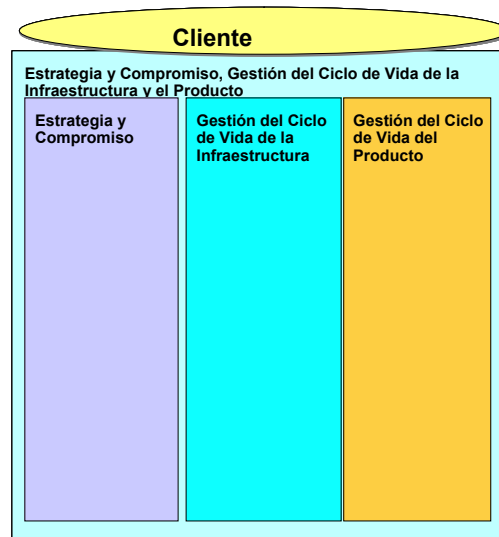 Cliente
Estrategia y Compromiso, Gestión del Ciclo de Vida de la
Infraestructura y el Producto
Estrategia y
Compromiso
Gestión del Ciclo
de Vida de la
Infraestructura
Gestión del Ciclo
de Vida del
Producto